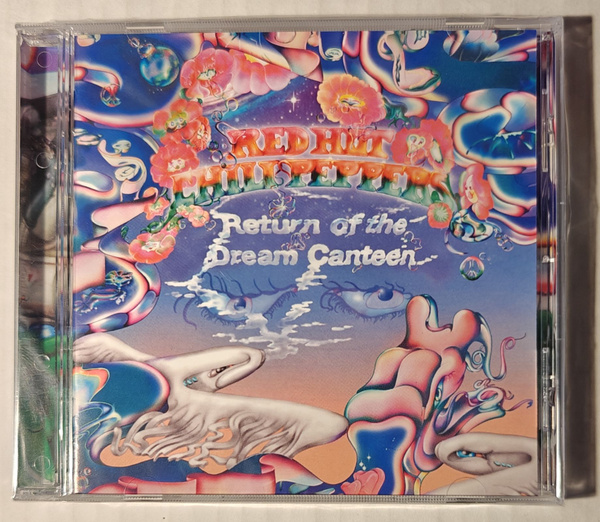 RED HOT
CHILI PEPPERS
Return of the
Dream Canteen